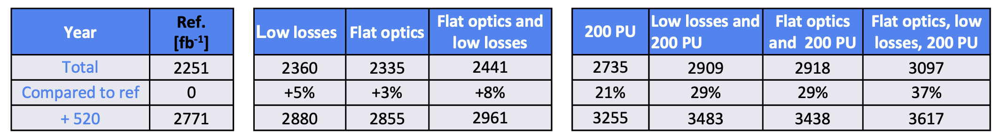 Year Ref. [fb-1] Low losses Flat optics Flat optics and low losses 200 PU Low losses and 200 PU Flat optics and 200 PU Flat optics, low losses, 200 PU
Total 2251 2360 2335 2441 2735 2909 2918 3097
Compared to ref 0 +5% +3% +8% 21% 29% 29% 37%
+ 520 2771 2880 2855 2961 3255 3483 3438 3617